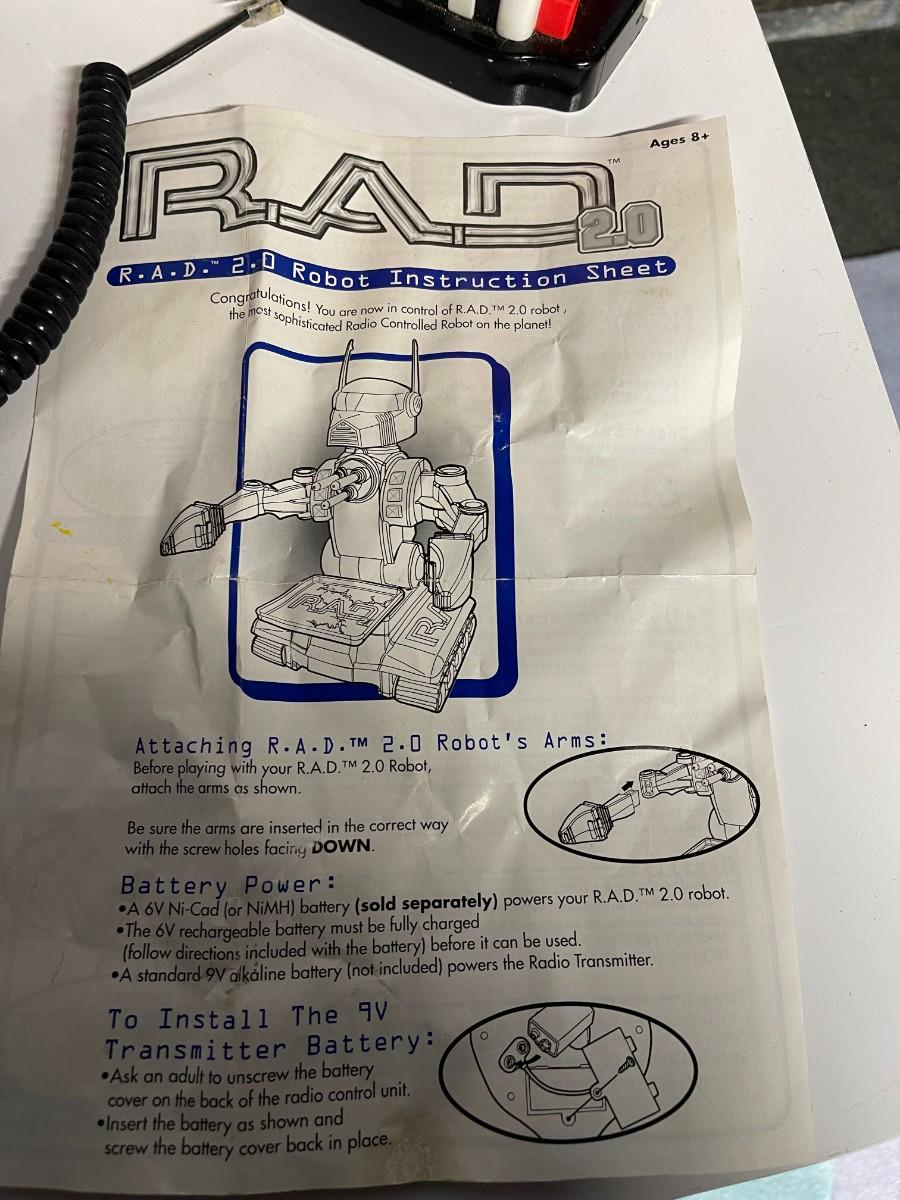 Ages 8+
R.A.D. 2.0™
R.A.D.™ 2.0 Robot Instruction Sheet
Congratulations! You are now in control of R.A.D.™ 2.0 robot,
the most sophisticated Radio Controlled Robot on the planet!
R.A.D.
Attaching R.A.D.™ 2.0 Robot's Arms:
Before playing with your R.A.D.™ 2.0 Robot,
attach the arms as shown.
Be sure the arms are inserted in the correct way
with the screw holes facing DOWN.
Battery Power:
•A 6V Ni-Cad (or NiMH) battery (sold separately) powers your R.A.D.™ 2.0 robot.
•The 6V rechargeable battery must be fully charged
(follow directions included with the battery) before it can be used.
•A standard 9V alkaline battery (not included) powers the Radio Transmitter.
To Install The 9V
Transmitter Battery:
•Ask an adult to unscrew the battery
cover on the back of the radio control unit.
•Insert the battery as shown and
screw the battery cover back in place.